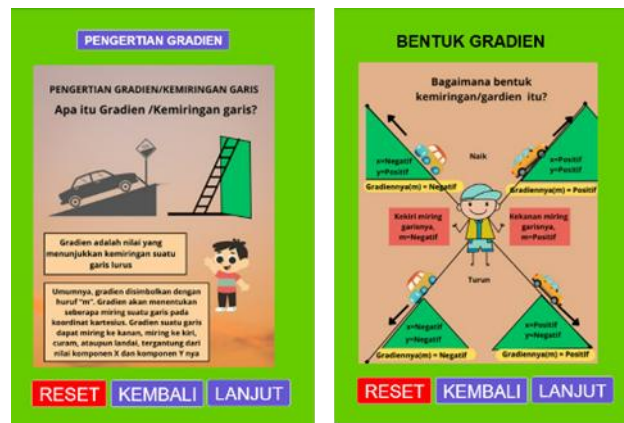 PENGERTIAN GRADIEN
PENGERTIAN GRADIEN/KEMIRINGAN GARIS
Apa itu Gradien /Kemiringan garis?
Gradien adalah nilai yang
menunjukkan kemiringan suatu
garis lurus
Umumnya, gradien disimbolkan dengan
huruf "m". Gradien akan menentukan
seberapa miring suatu garis pada
koordinat kartesius. Gradien suatu garis
dapat miring ke kanan, miring ke kiri,
curam, ataupun landai, tergantung dari
nilai komponen X dan komponen Y nya
RESET KEMBALI LANJUT
BENTUK GRADIEN
Bagaimana bentuk
kemiringan/gardien itu?
Naik
x=Negatif
y=Positif
Gradiennya(m) = Negatif
x=Positif
y=Positif
Gradiennya(m) = Positif
Kekiri miring
garisnya,
m=Negatif
Kekanan miring
garisnya,
m=Positif
Turun
x=Negatif
y=Negatif
Gradiennya(m) = Negatif
x=Positif
y=Negatif
Gradiennya(m) = Positif
RESET KEMBALI LANJUT